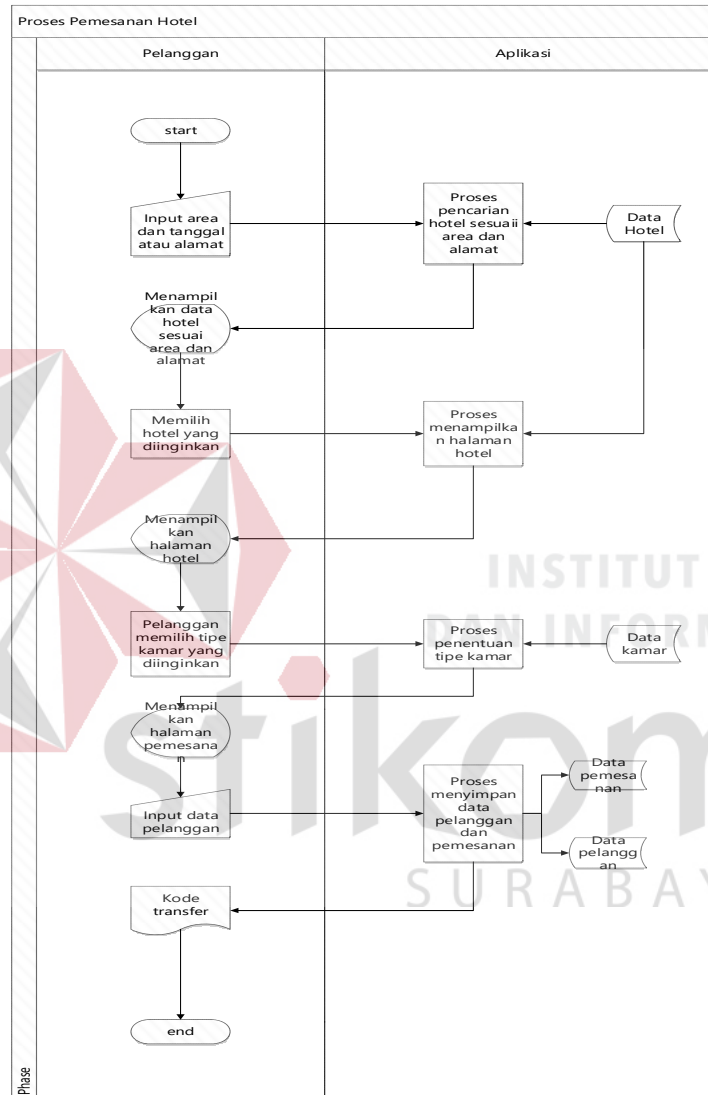 Proses Pemesanan Hotel
Pelanggan
Aplikasi
start
Input area
dan tanggal
atau alamat
Proses
pencarian
hotel sesuaii
area dan
alamat
Data
Hotel
Menampil
kan data
hotel
sesuai
area dan
alamat
Memilih
hotel yang
diinginkan
Proses
menampilka
n halaman
hotel
Menampil
kan
halaman
hotel
INSTITUT
DAN INFORM
Pelanggan
memilih tipe
kamar yang
diinginkan
Proses
penentuan
tipe kamar
Data
kamar
Menampil
kan
halaman
pemesana
n
stikom
Input data
pelanggan
Proses
menyimpan
data
pelanggan
dan
pemesanan
Data
pemesa
nan
Data
pelangg
an
SURABAY
Kode
transfer
end
Phase